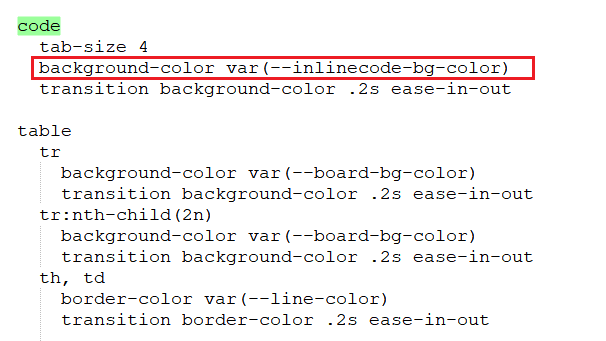 code
  tab-size 4
  background-color var(--inlinecode-bg-color)
  transition background-color .2s ease-in-out

table
  tr
    background-color var(--board-bg-color)
    transition background-color .2s ease-in-out
  tr:nth-child(2n)
    background-color var(--board-bg-color)
    transition background-color .2s ease-in-out
  th, td
    border-color var(--line-color)
    transition border-color .2s ease-in-out